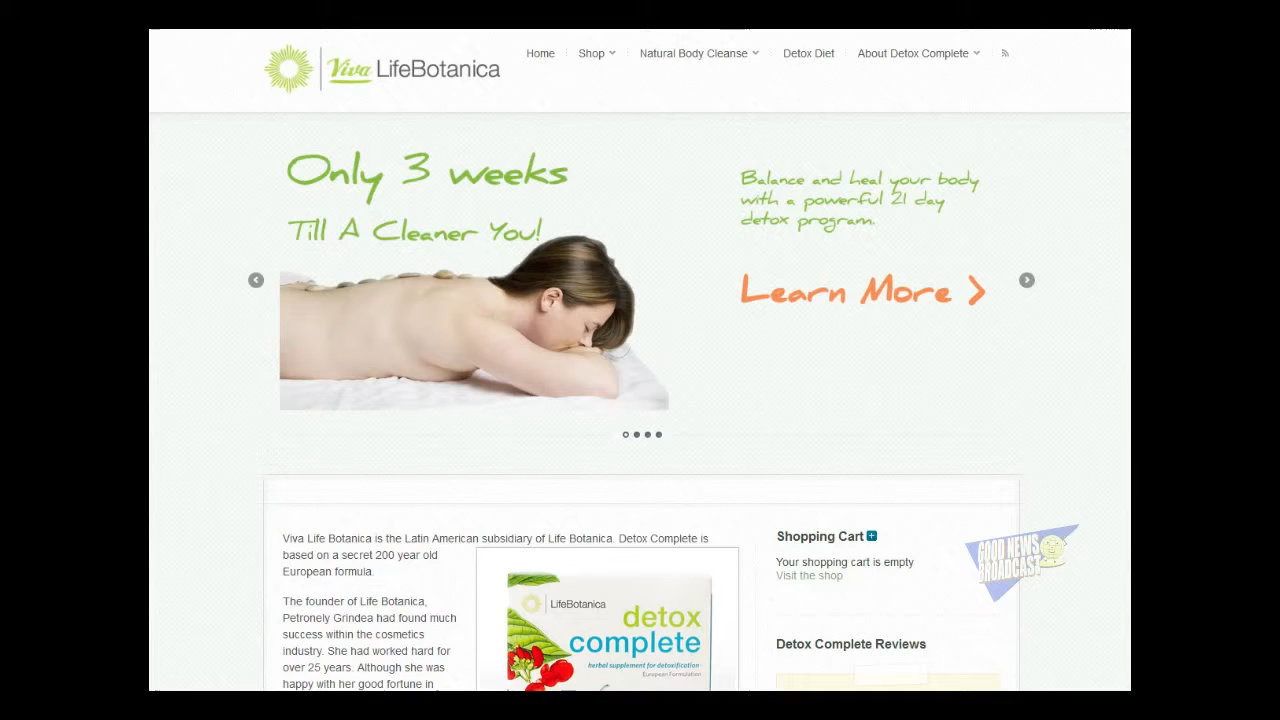 Viva LifeBotanica
Home
Shop
Natural Body Cleanse
Detox Diet
About Detox Complete
Only 3 weeks
Till A Cleaner You!
Balance and heal your body
with a powerful 21 day
detox program.
Learn More >
Viva Life Botanica is the Latin American subsidiary of Life Botanica. Detox Complete is
based on a secret 200 year old
European formula.
The founder of Life Botanica,
Petronely Grindea had found much
success within the cosmetics
industry. She had worked hard for
over 25 years. Although she was
happy with her good fortune in
LifeBotanica
detox
complete
herbal supplement for detoxification
European Formulation
Shopping Cart
Your shopping cart is empty
Visit the shop
GOOD NEWS
BROADCAST
Detox Complete Reviews